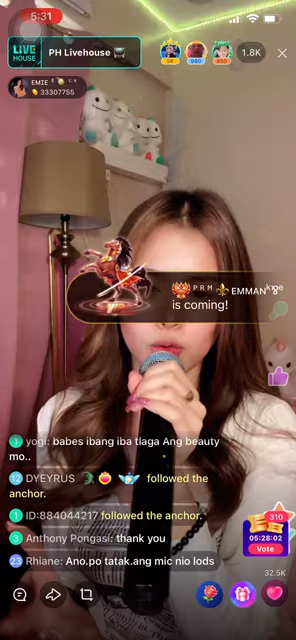 5:31
LIVE
HOUSE
PH Livehouse
5K
980
450
1.8K
EMIE
33307755
PRM EMMAN
is coming!
yogi: babes ibang iba tlaga Ang beauty
mo..
12 DYEYRUS followed the
anchor.
1 ID:884044217 followed the anchor.
3 Anthony Pongasi: thank you
23 Rhiane: Ano.po tatak.ang mic nio lods
310
05:28:02
Vote
32.5K